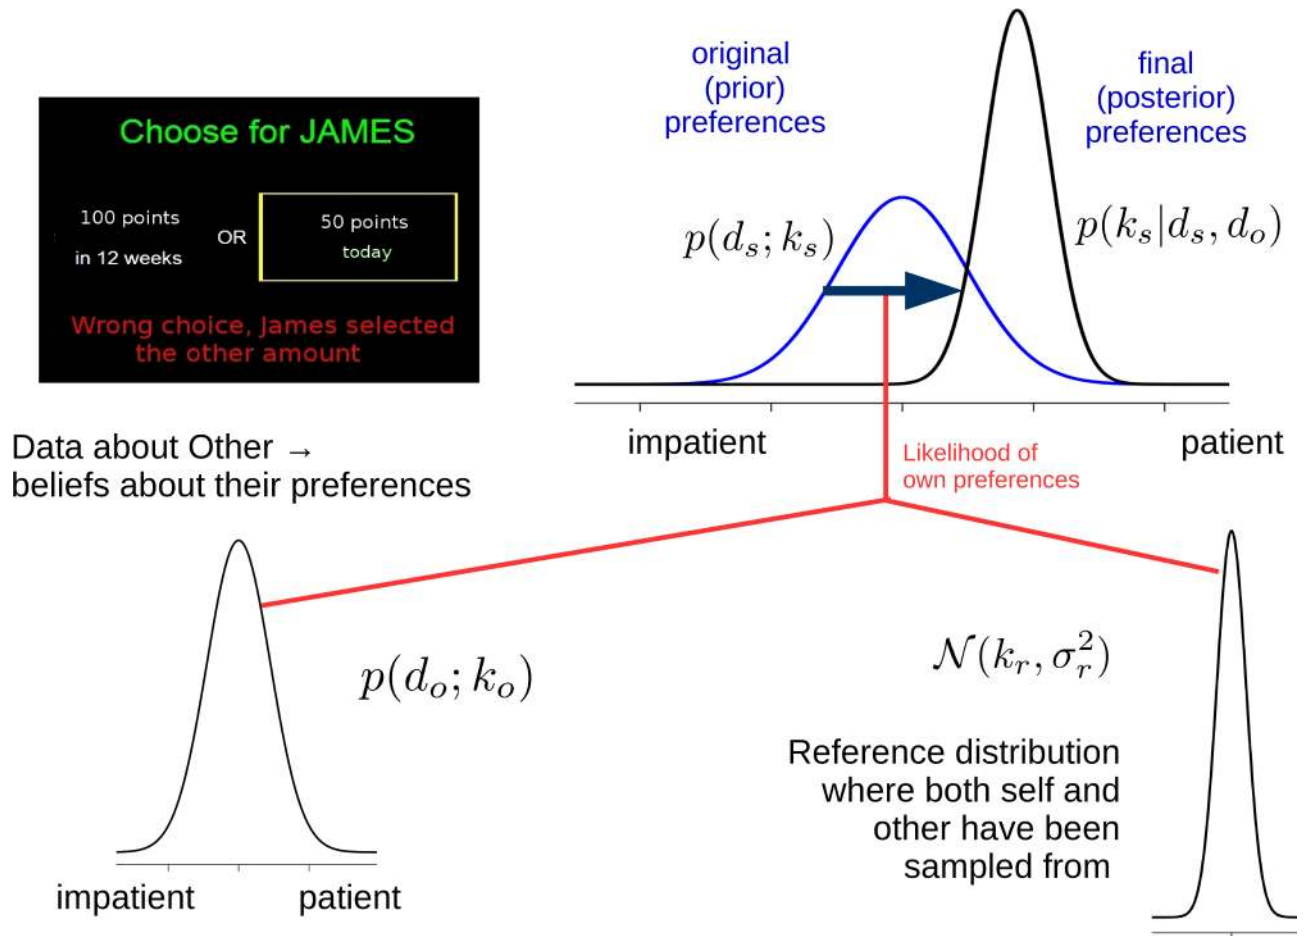 Choose for JAMES
100 points
in 12 weeks
OR
50 points
today
Wrong choice, James selected
the other amount
original
(prior)
preferences
final
(posterior)
preferences
p(d_s; k_s)
p(k_s|d_s, d_o)
impatient
patient
Likelihood of
own preferences
Data about Other →
beliefs about their preferences
p(d_o; k_o)
impatient
patient
𝒩(k_r, σ_r^2)
Reference distribution
where both self and
other have been
sampled from